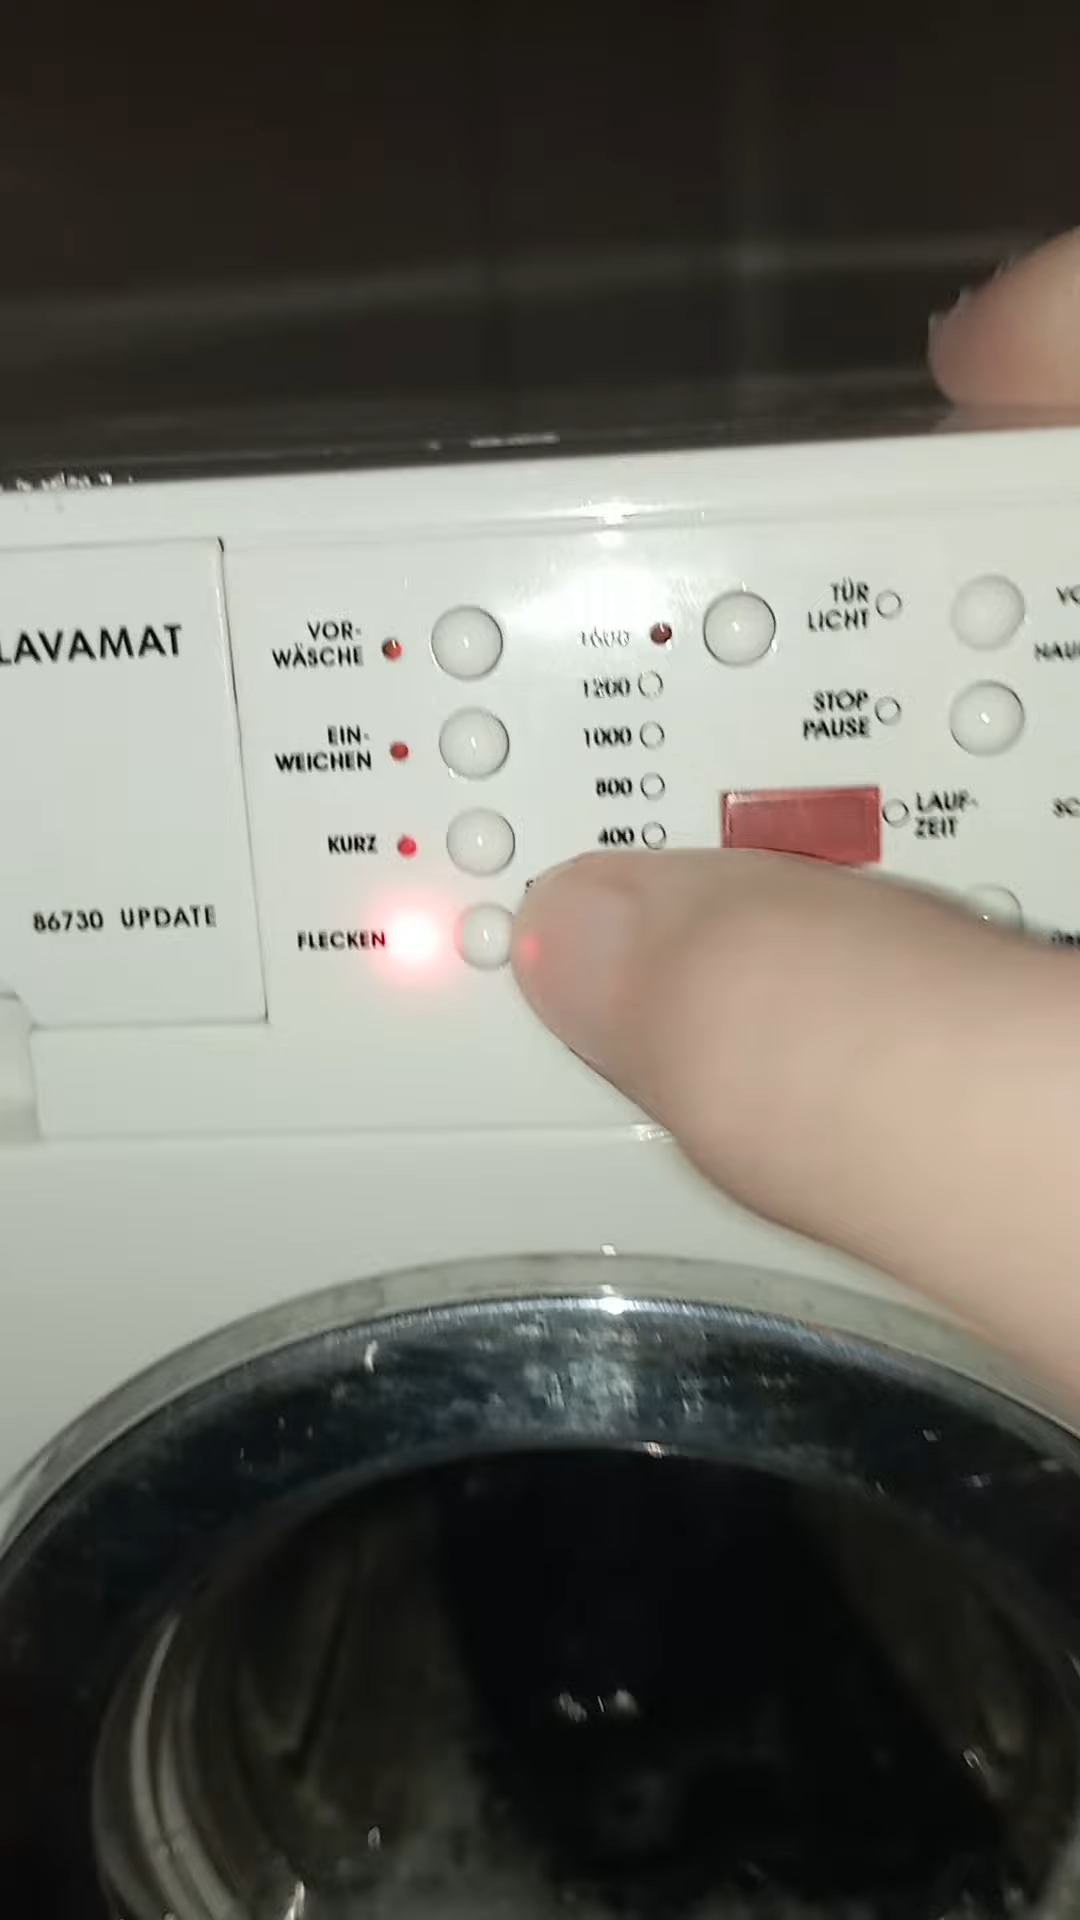 LAVAMAT
86730 UPDATE
VOR-
WÄSCHE
EIN-
WEICHEN
KURZ
FLECKEN
1600
1200
1000
800
400
TÜR
LICHT
STOP
PAUSE
LAUF-
ZEIT